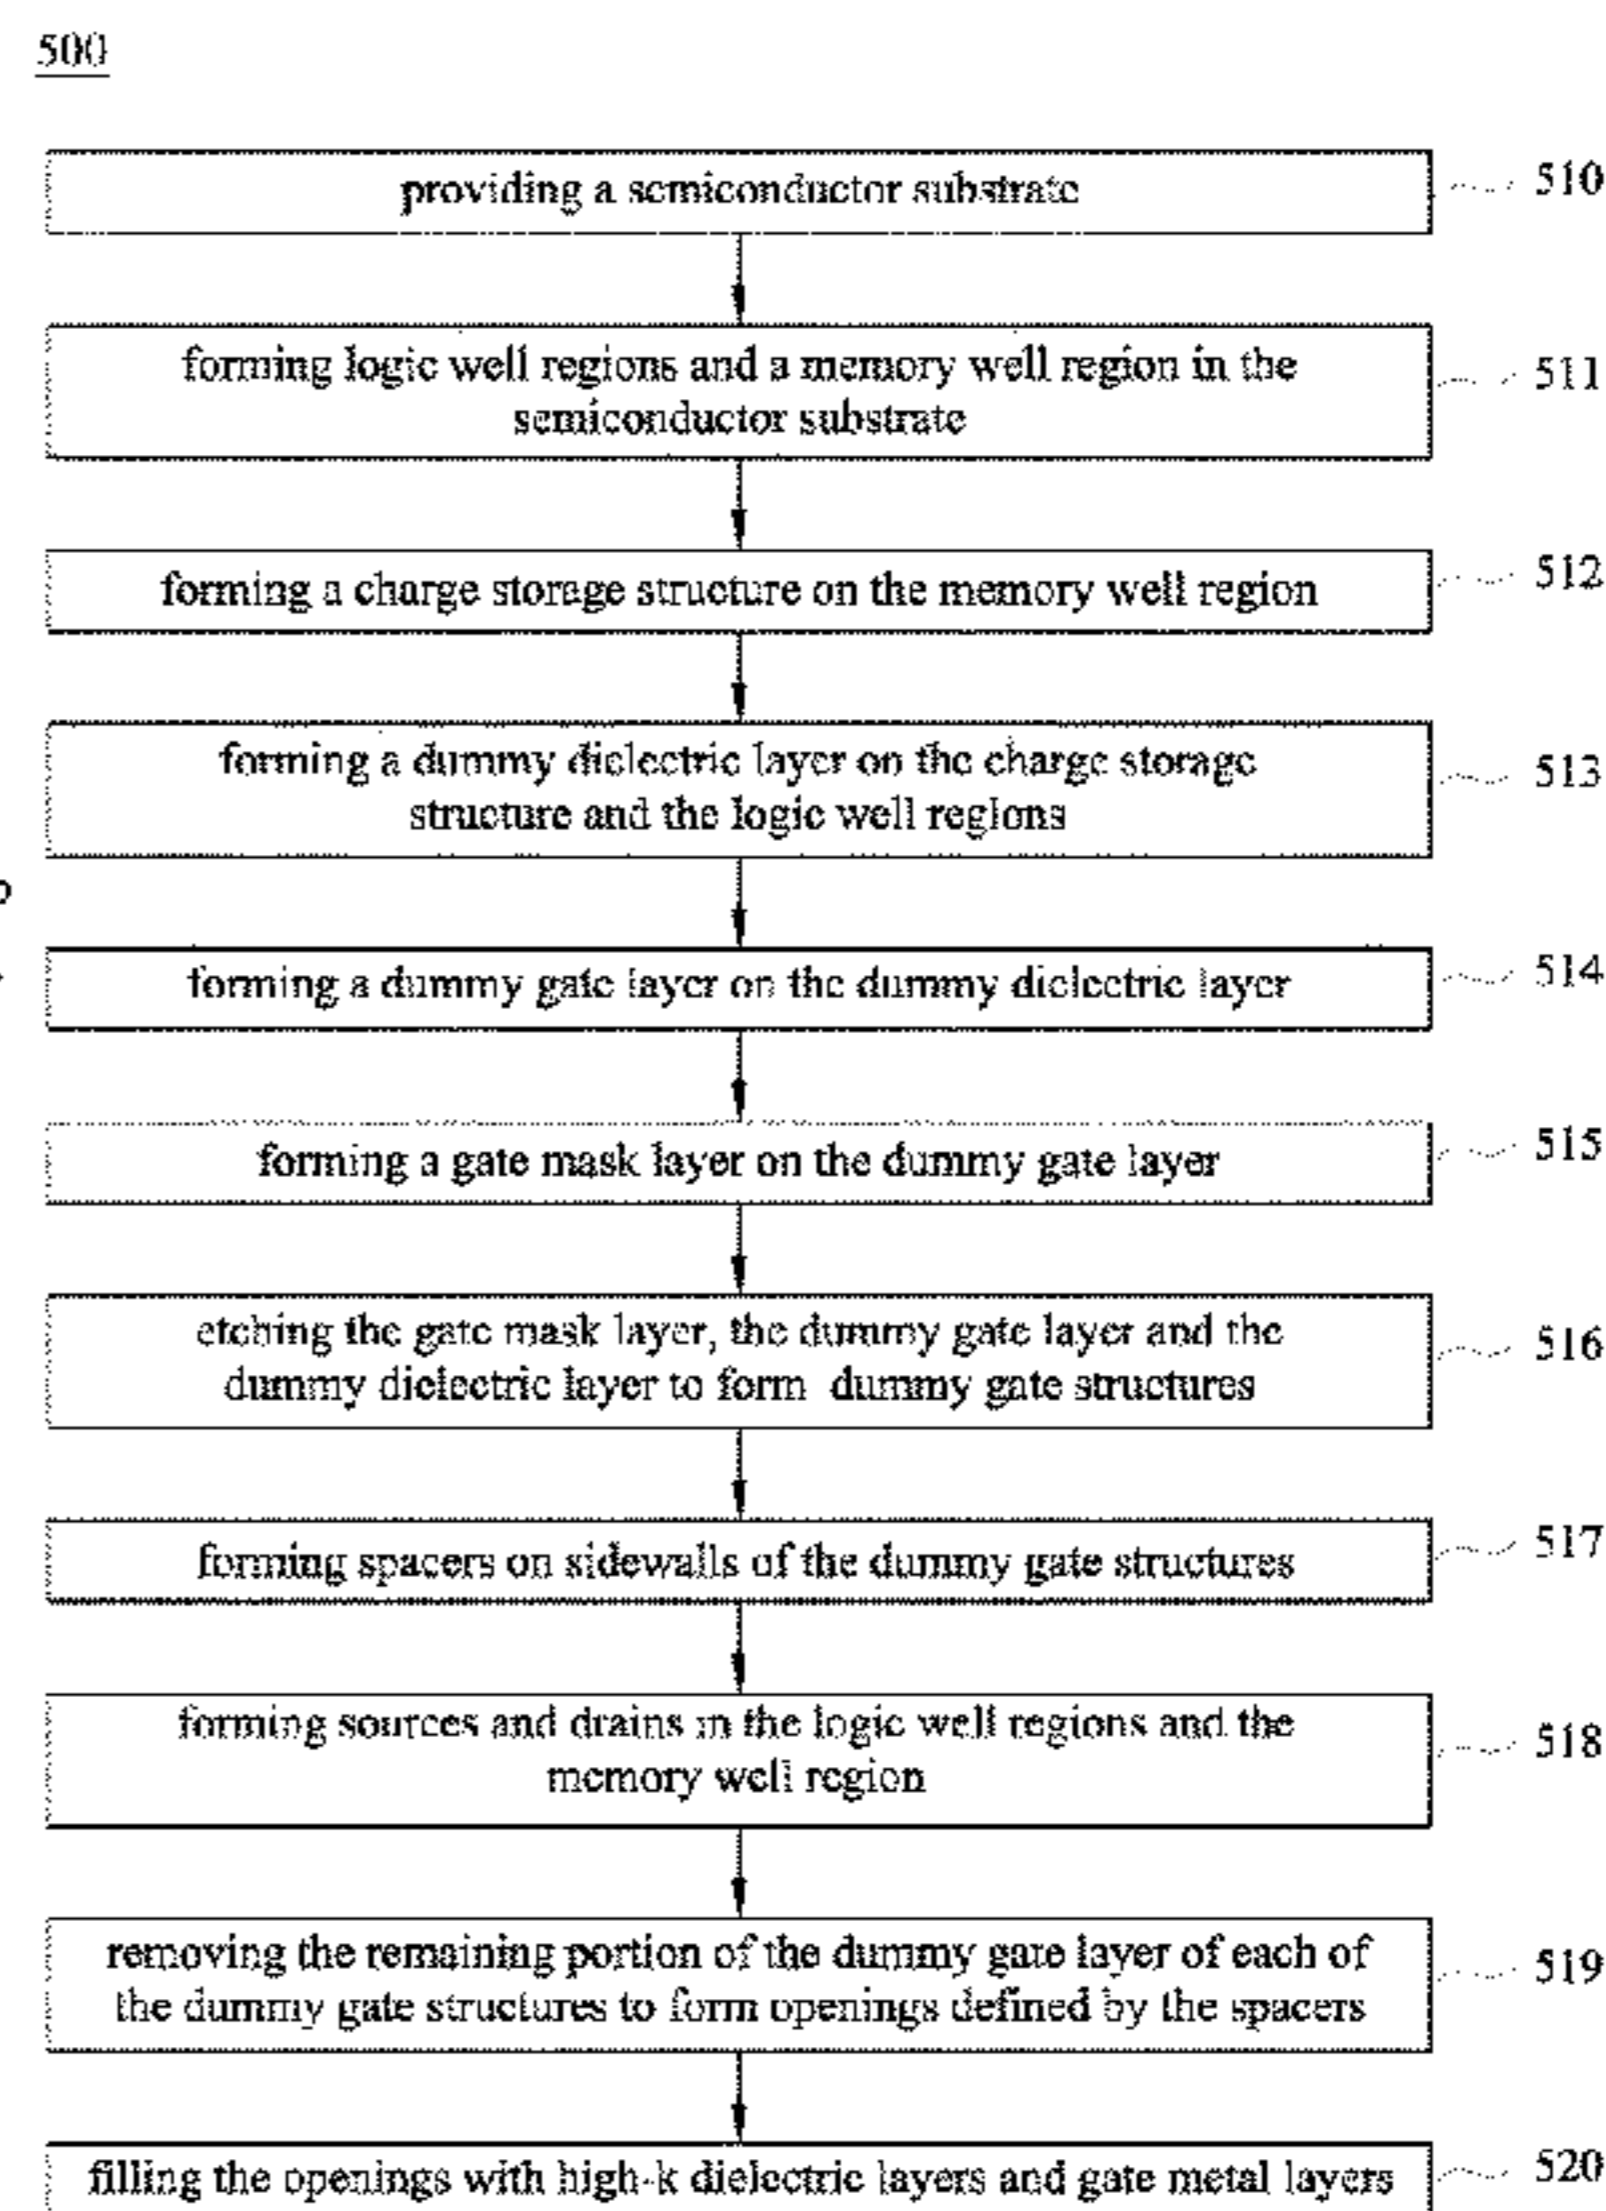 500
providing a semiconductor substrate
510
forming logic well regions and a memory well region in the
semiconductor substrate
511
forming a charge storage structure on the memory well region
512
forming a dummy dielectric layer on the charge storage
structure and the logic well regions
513
forming a dummy gate layer on the dummy dielectric layer
514
forming a gate mask layer on the dummy gate layer
515
etching the gate mask layer, the dummy gate layer and the
dummy dielectric layer to form dummy gate structures
516
forming spacers on sidewalls of the dummy gate structures
517
forming sources and drains in the logic well regions and the
memory well region
518
removing the remaining portion of the dummy gate layer of each of
the dummy gate structures to form openings defined by the spacers
519
filling the openings with high-k dielectric layers and gate metal layers
520